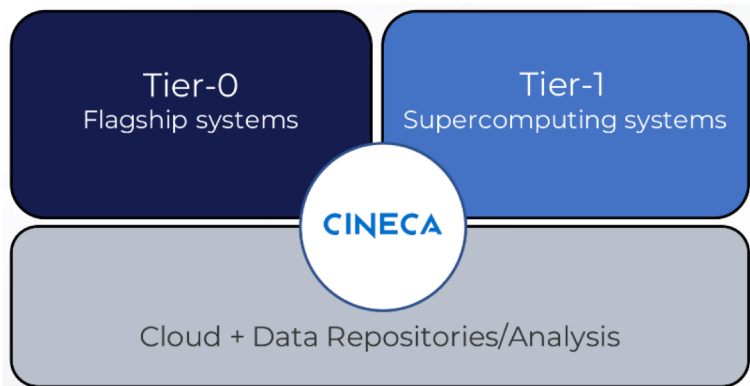 Tier-0
Flagship systems
Tier-1
Supercomputing systems
CINECA
Cloud + Data Repositories/Analysis